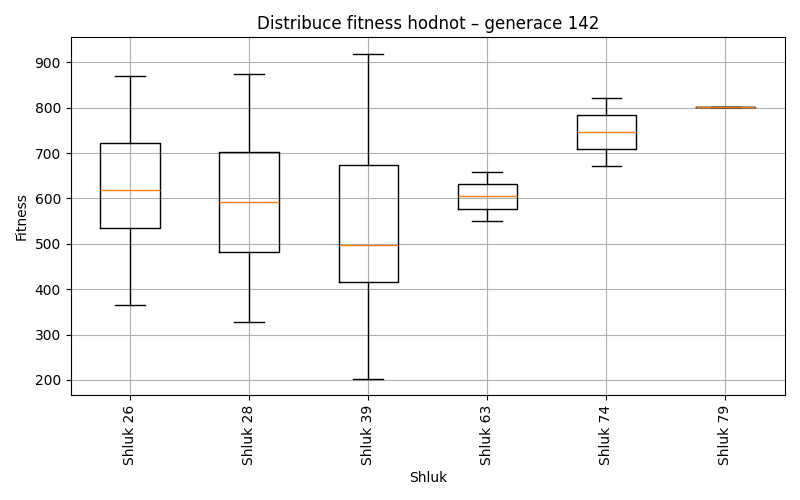 Distribuce fitness hodnot – generace 142
Fitness
900
800
700
600
500
400
300
200
Shluk 26
Shluk 28
Shluk 39
Shluk 63
Shluk 74
Shluk 79
Shluk